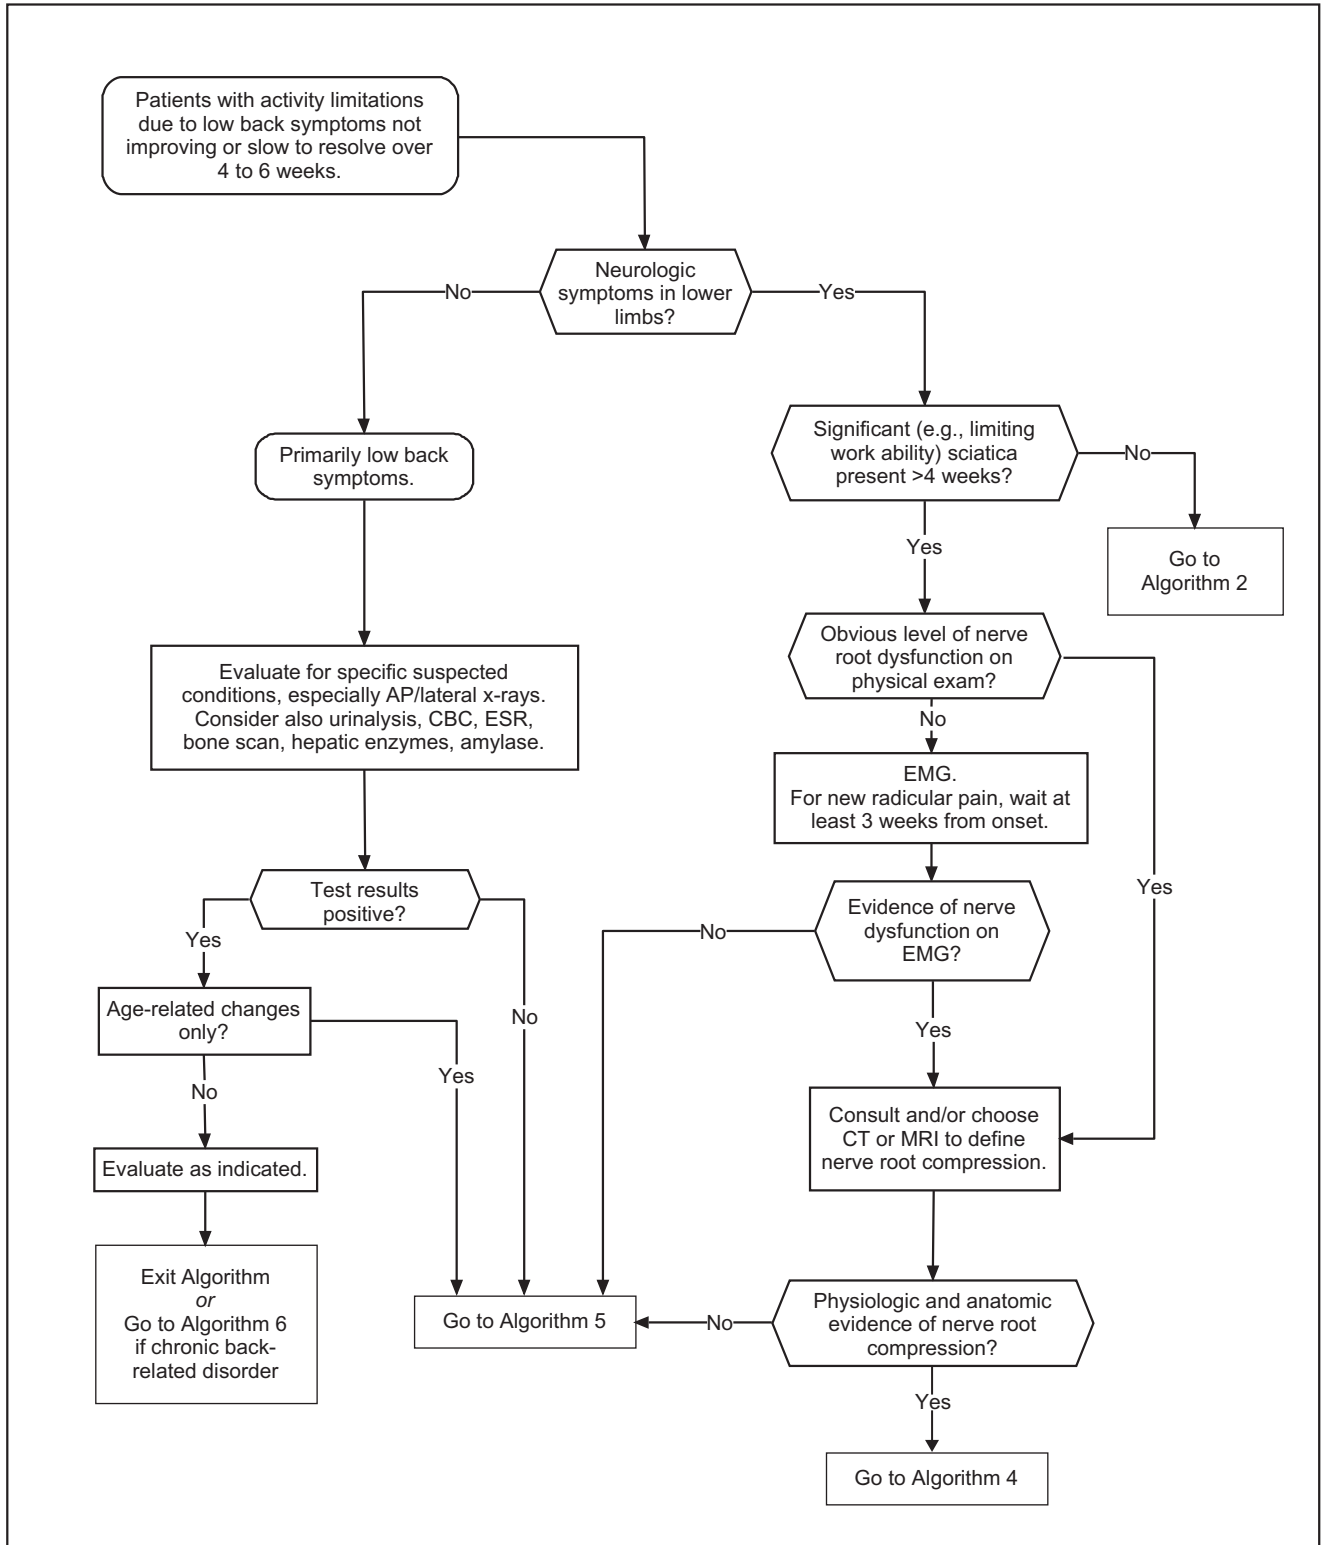 Patients with activity limitations
due to low back symptoms not
improving or slow to resolve over
4 to 6 weeks.
Neurologic
symptoms in lower
limbs?
No
Yes
Primarily low back
symptoms.
Significant (e.g., limiting
work ability) sciatica
present >4 weeks?
No
Yes
Go to
Algorithm 2
Obvious level of nerve
root dysfunction on
physical exam?
No
Yes
Evaluate for specific suspected
conditions, especially AP/lateral x-rays.
Consider also urinalysis, CBC, ESR,
bone scan, hepatic enzymes, amylase.
EMG.
For new radicular pain, wait at
least 3 weeks from onset.
Test results
positive?
Yes
No
Evidence of nerve
dysfunction on
EMG?
No
Yes
Age-related changes
only?
Yes
No
Evaluate as indicated.
Consult and/or choose
CT or MRI to define
nerve root compression.
Exit Algorithm
or
Go to Algorithm 6
if chronic back-
related disorder
Go to Algorithm 5
Physiologic and anatomic
evidence of nerve root
compression?
No
Yes
Go to Algorithm 4